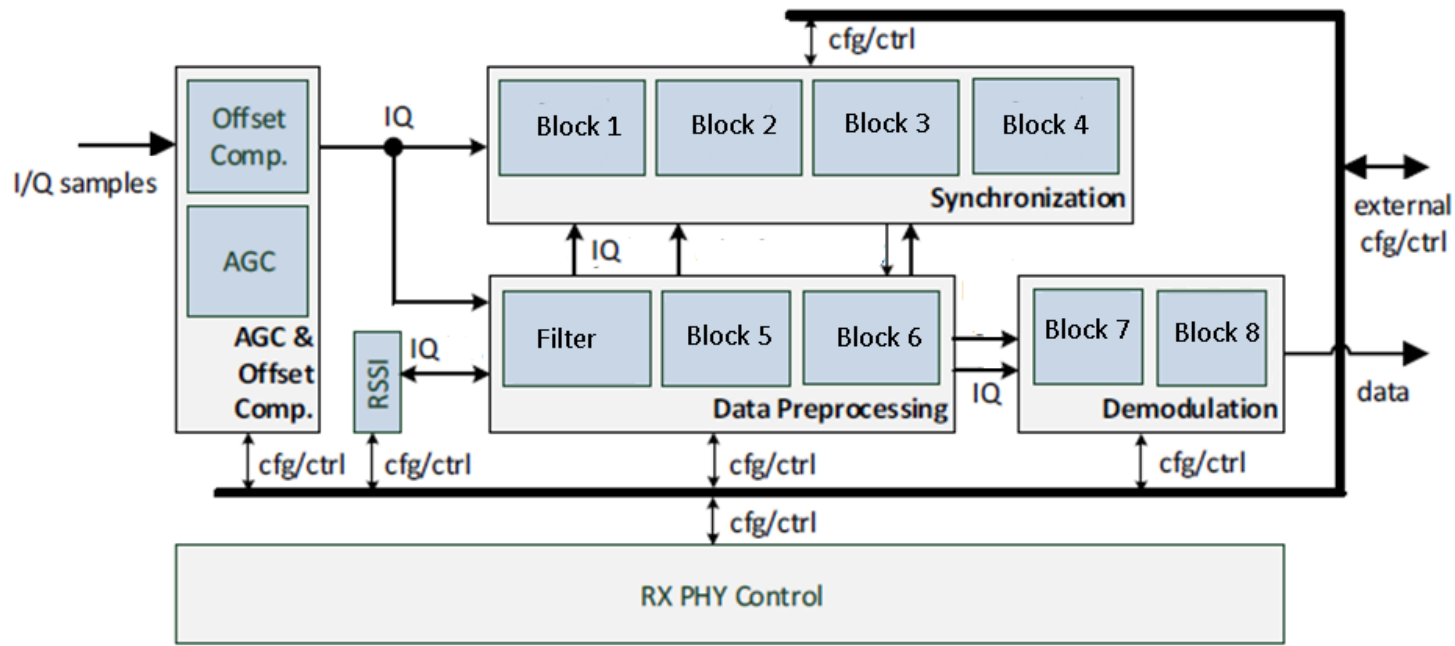 cfg/ctrl
Offset
Comp.
AGC
AGC &
Offset
Comp.
I/Q samples
IQ
Block 1
Block 2
Block 3
Block 4
Synchronization
external
cfg/ctrl
IQ
Filter
Block 5
Block 6
Data Preprocessing
RSSI
IQ
IQ
Block 7
Block 8
Demodulation
data
cfg/ctrl
cfg/ctrl
cfg/ctrl
cfg/ctrl
cfg/ctrl
RX PHY Control